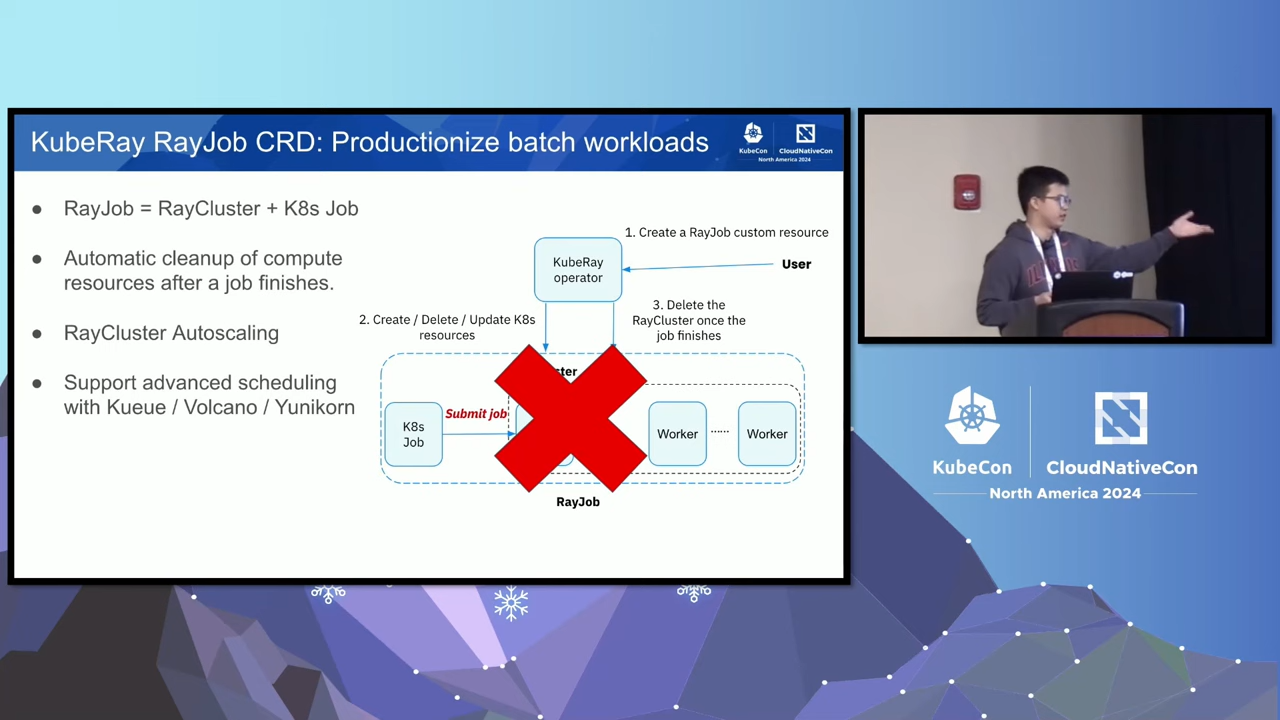 KubeRay RayJob CRD: Productionize batch workloads
KubeCon
CloudNativeCon
North America 2024
● RayJob = RayCluster + K8s Job
● Automatic cleanup of compute
resources after a job finishes.
● RayCluster Autoscaling
● Support advanced scheduling
with Kueue / Volcano / Yunikorn
1. Create a RayJob custom resource
KubeRay
operator
User
2. Create / Delete / Update K8s
resources
3. Delete the
RayCluster once the
job finishes
K8s
Job
Submit job
Worker
......
Worker
RayJob
KubeCon
CloudNativeCon
North America 2024